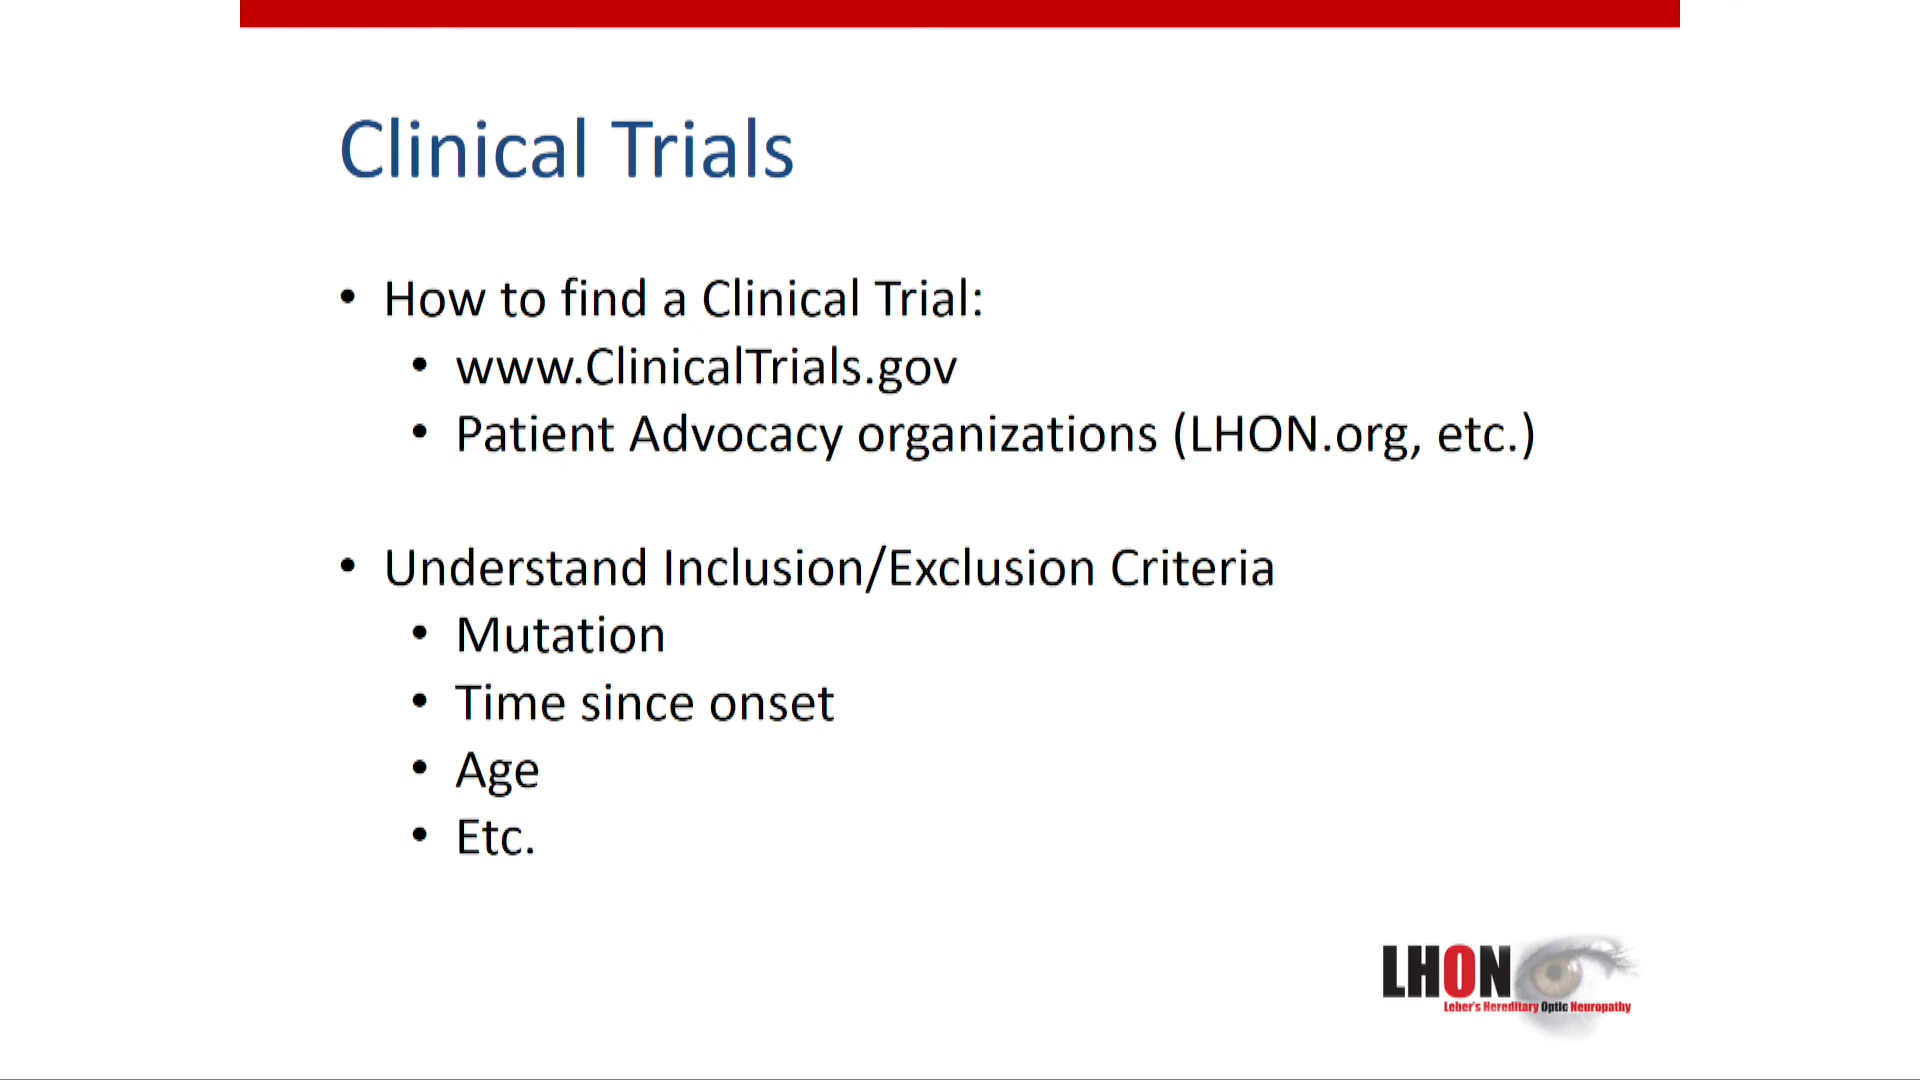 Clinical Trials
• How to find a Clinical Trial:
• www.ClinicalTrials.gov
• Patient Advocacy organizations (LHON.org, etc.)
• Understand Inclusion/Exclusion Criteria
• Mutation
• Time since onset
• Age
• Etc.
LHON
Leber's Hereditary Optic Neuropathy